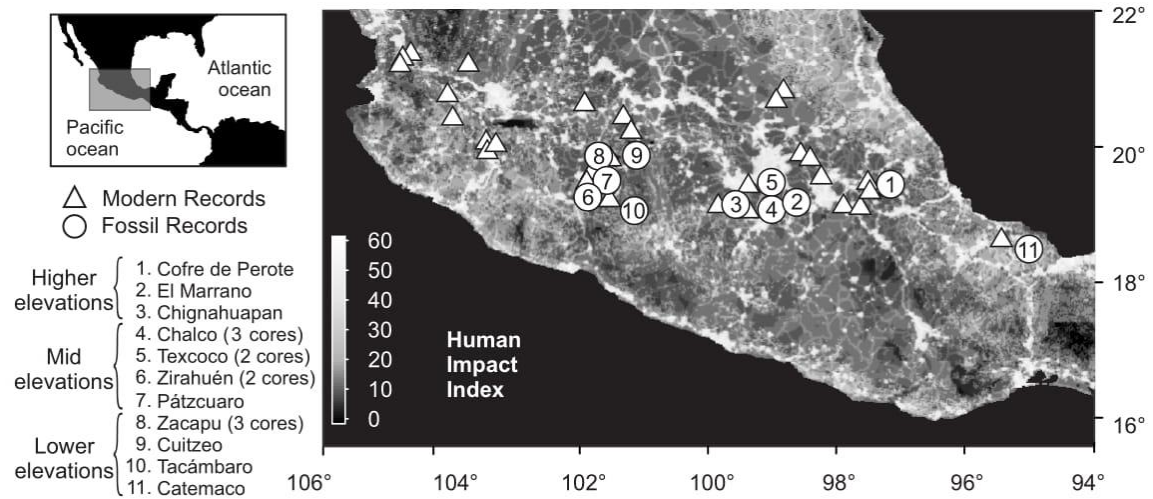 Atlantic
ocean
Pacific
ocean
Modern Records
Fossil Records
Higher
elevations
1. Cofre de Perote
2. El Marrano
3. Chignahuapan
Mid
elevations
4. Chalco (3 cores)
5. Texcoco (2 cores)
6. Zirahuén (2 cores)
7. Pátzcuaro
Lower
elevations
8. Zacapu (3 cores)
9. Cuitzeo
10. Tacámbaro
11. Catemaco
60
50
40
30
20
10
0
Human
Impact
Index
8
9
7
6
10
5
3
4
2
1
11
22°
20°
18°
16°
106°
104°
102°
100°
98°
96°
94°